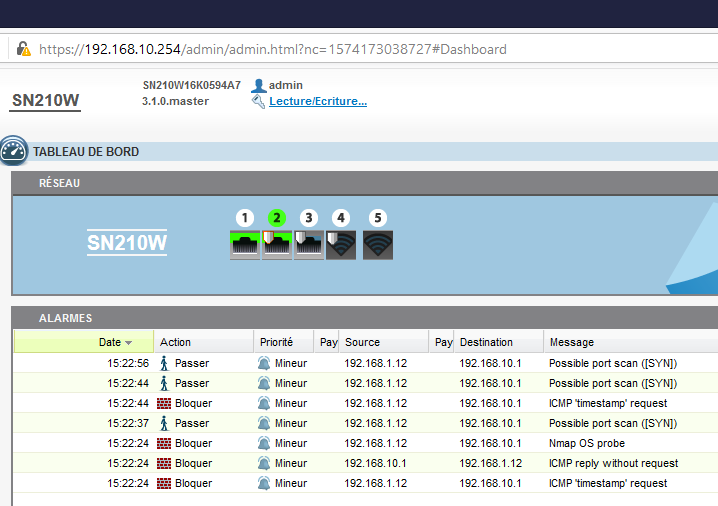 https://192.168.10.254/admin/admin.html?nc=1574173038727#Dashboard
SN210W
SN210W16K0594A7
admin
3.1.0.master
Lecture/Ecriture...
TABLEAU DE BORD
RÉSEAU
SN210W
1 2 3 4 5
ALARMES
Date Action Priorité Pay Source Pay Destination Message
15:22:56 Passer Mineur 192.168.1.12 192.168.10.1 Possible port scan ([SYN])
15:22:44 Passer Mineur 192.168.1.12 192.168.10.1 Possible port scan ([SYN])
15:22:44 Bloquer Mineur 192.168.1.12 192.168.10.1 ICMP 'timestamp' request
15:22:37 Passer Mineur 192.168.1.12 192.168.10.1 Possible port scan ([SYN])
15:22:24 Bloquer Mineur 192.168.1.12 192.168.10.1 Nmap OS probe
15:22:24 Bloquer Mineur 192.168.10.1 192.168.1.12 ICMP reply without request
15:22:24 Bloquer Mineur 192.168.1.12 192.168.10.1 ICMP 'timestamp' request